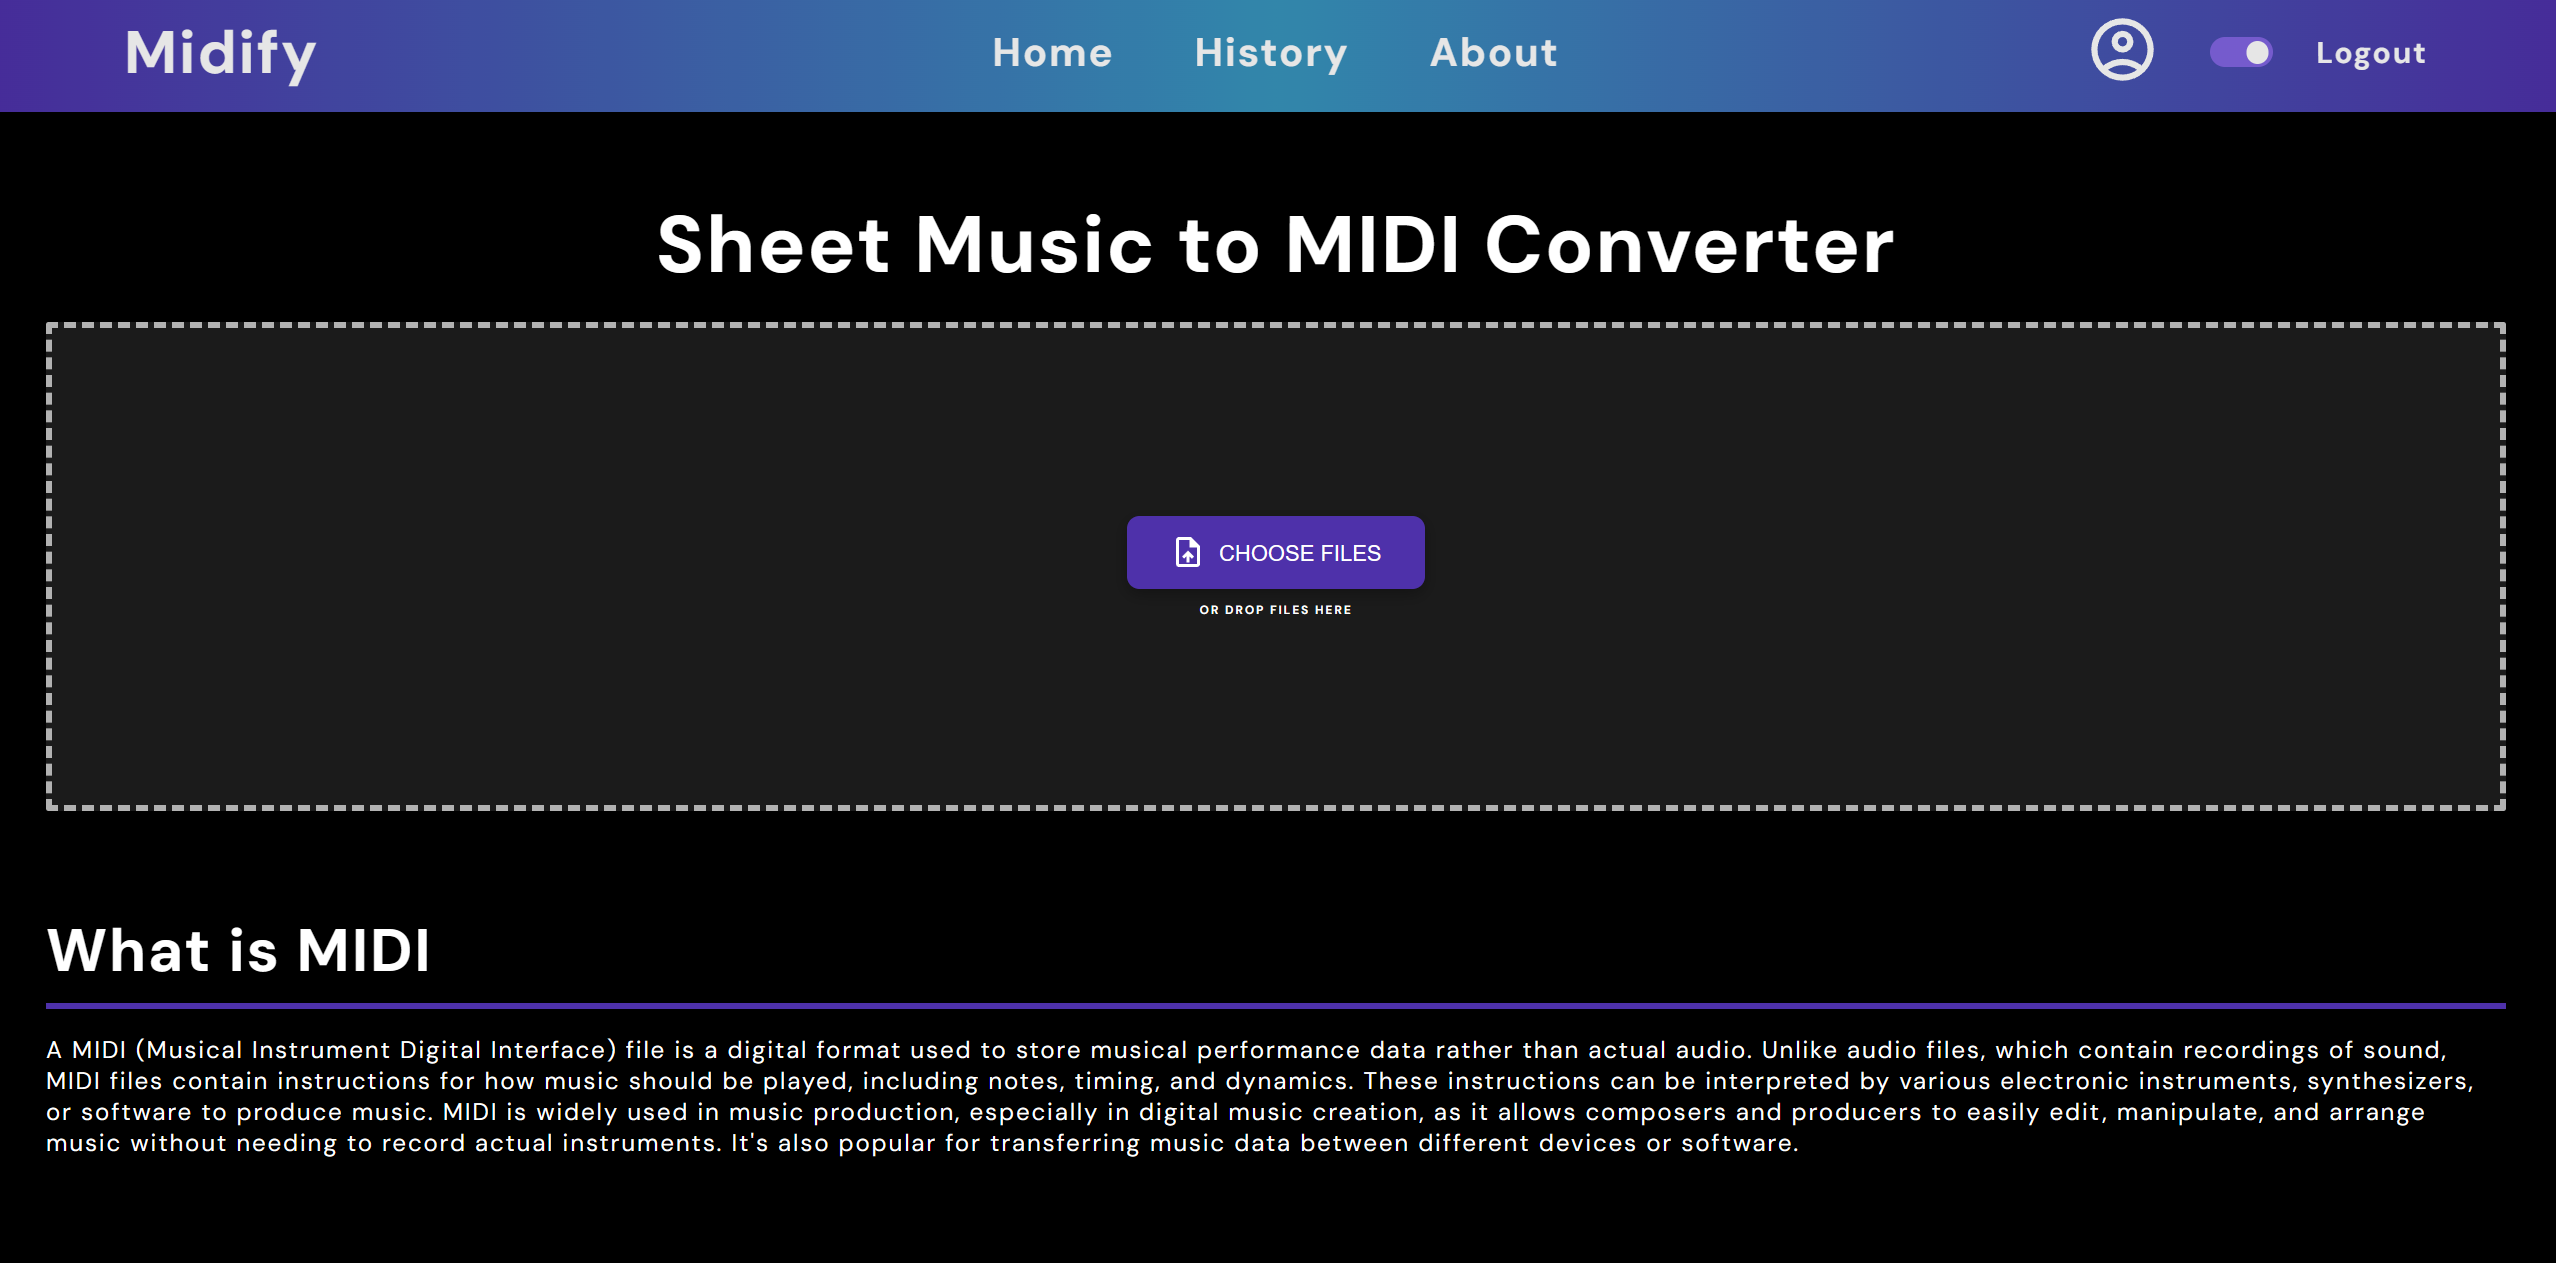 Midify
Home History About
Logout
Sheet Music to MIDI Converter
CHOOSE FILES
OR DROP FILES HERE
What is MIDI
A MIDI (Musical Instrument Digital Interface) file is a digital format used to store musical performance data rather than actual audio. Unlike audio files, which contain recordings of sound,
MIDI files contain instructions for how music should be played, including notes, timing, and dynamics. These instructions can be interpreted by various electronic instruments, synthesizers,
or software to produce music. MIDI is widely used in music production, especially in digital music creation, as it allows composers and producers to easily edit, manipulate, and arrange
music without needing to record actual instruments. It's also popular for transferring music data between different devices or software.